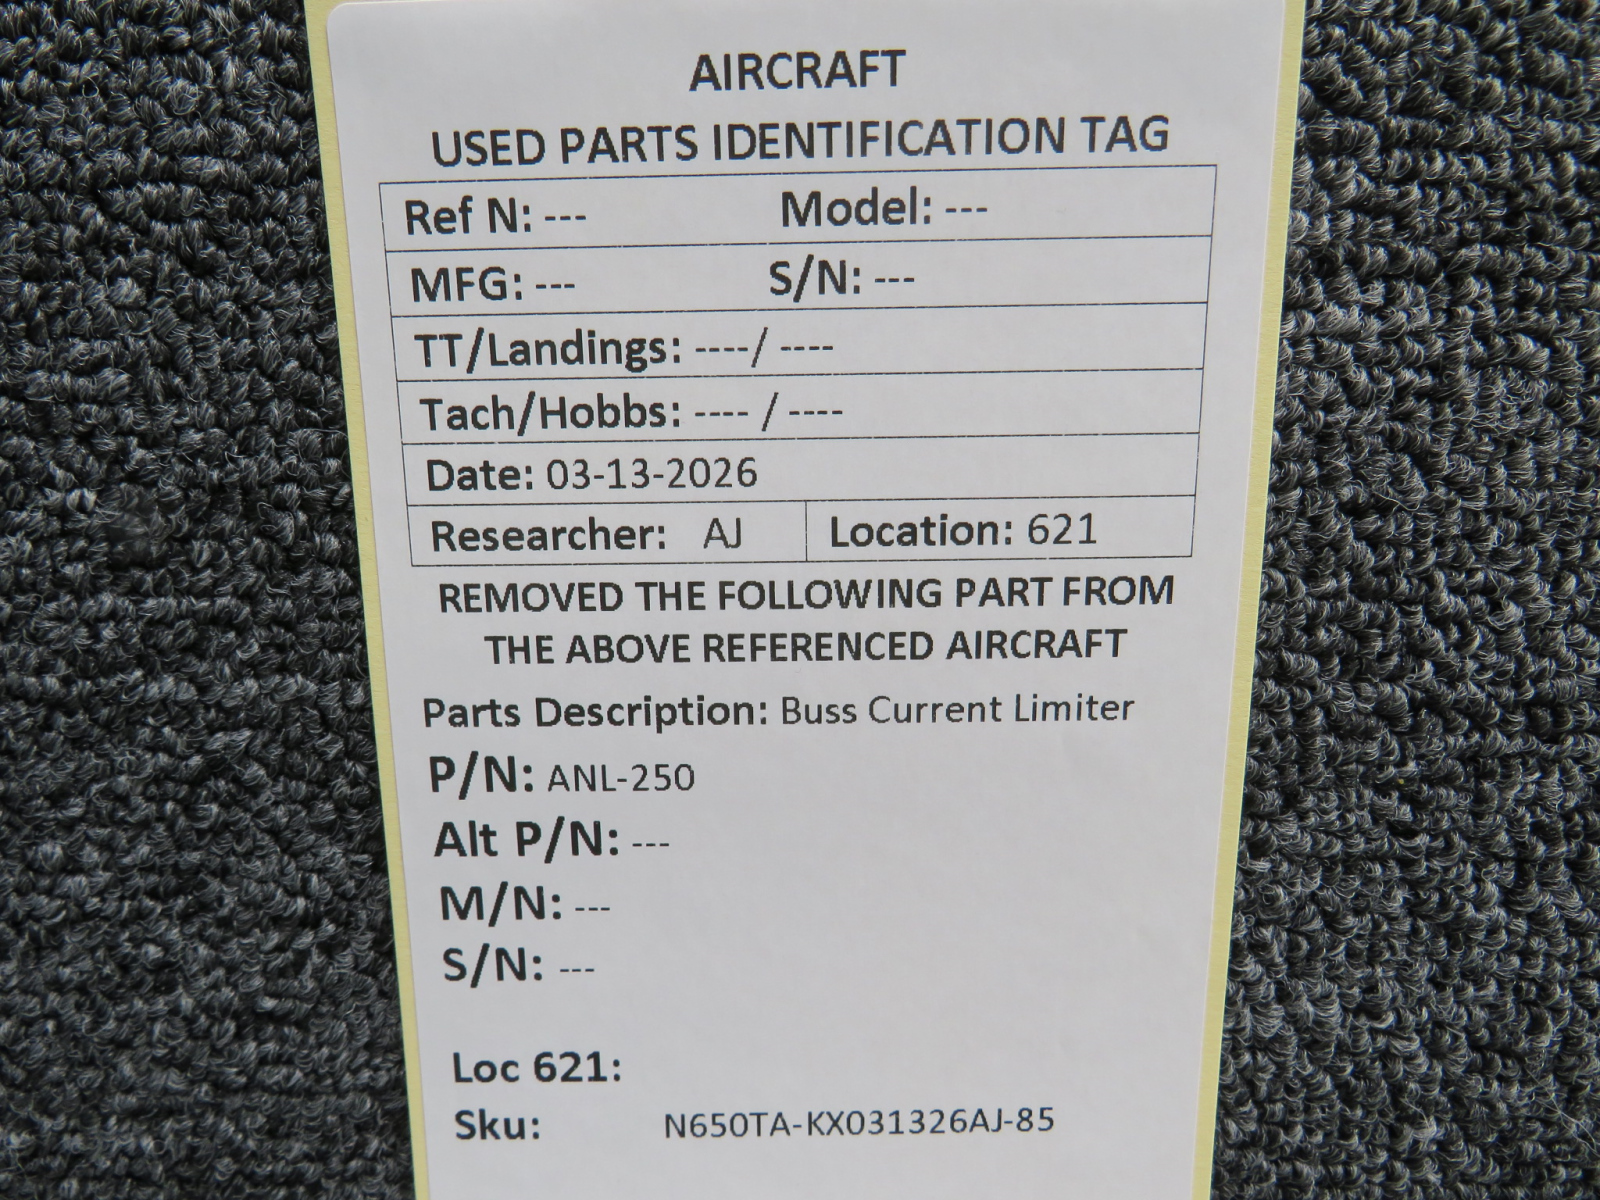 AIRCRAFT
USED PARTS IDENTIFICATION TAG
Ref N: --- Model: ---
MFG: --- S/N: ---
TT/Landings: ----/ ----
Tach/Hobbs: ---- / ----
Date: 03-13-2026
Researcher: AJ Location: 621
REMOVED THE FOLLOWING PART FROM
THE ABOVE REFERENCED AIRCRAFT
Parts Description: Buss Current Limiter
P/N: ANL-250
Alt P/N: ---
M/N: ---
S/N: ---
Loc 621:
Sku: N650TA-KX031326AJ-85